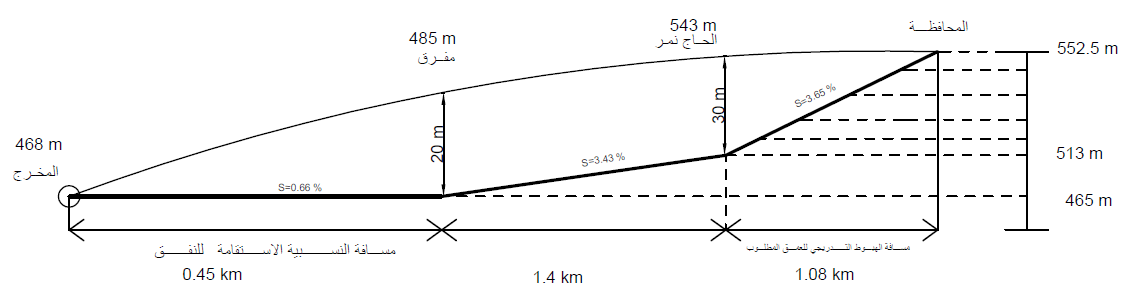 المحافظة
543 m
الحاج نمر
485 m
مفرق
552.5 m
S=3.65 %
30 m
20 m
468 m
المخرج
S=3.43 %
513 m
S=0.66 %
465 m
مسافة النسبية الاستقامة للنفق
مسافة الهبوط التدريجي للعمق المطلوب
0.45 km
1.4 km
1.08 km